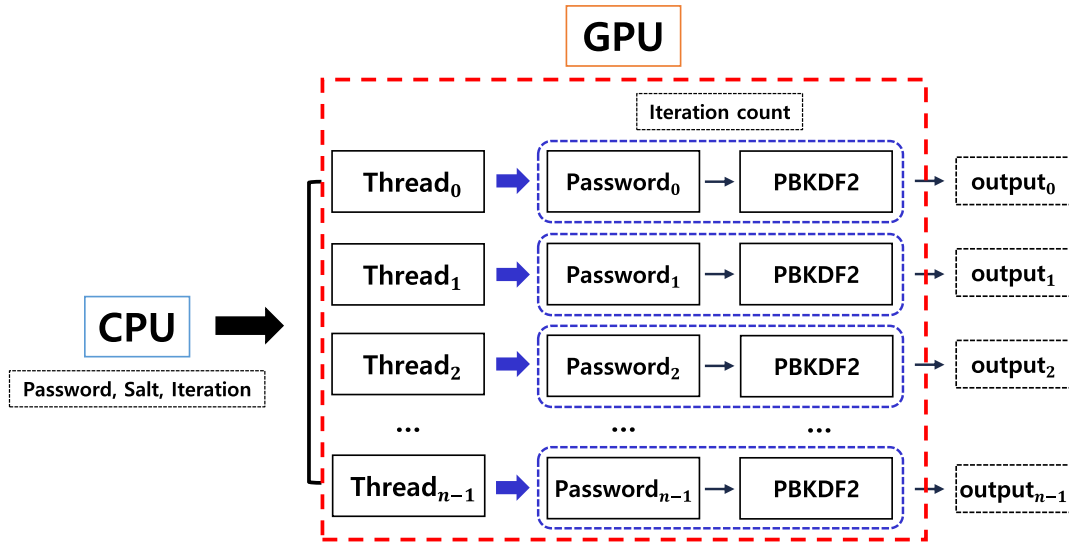 GPU
Iteration count
Thread₀ Password₀ PBKDF2 output₀
Thread₁ Password₁ PBKDF2 output₁
CPU
Thread₂ Password₂ PBKDF2 output₂
Password, Salt, Iteration
... ... ...
Threadₙ₋₁ Passwordₙ₋₁ PBKDF2 outputₙ₋₁